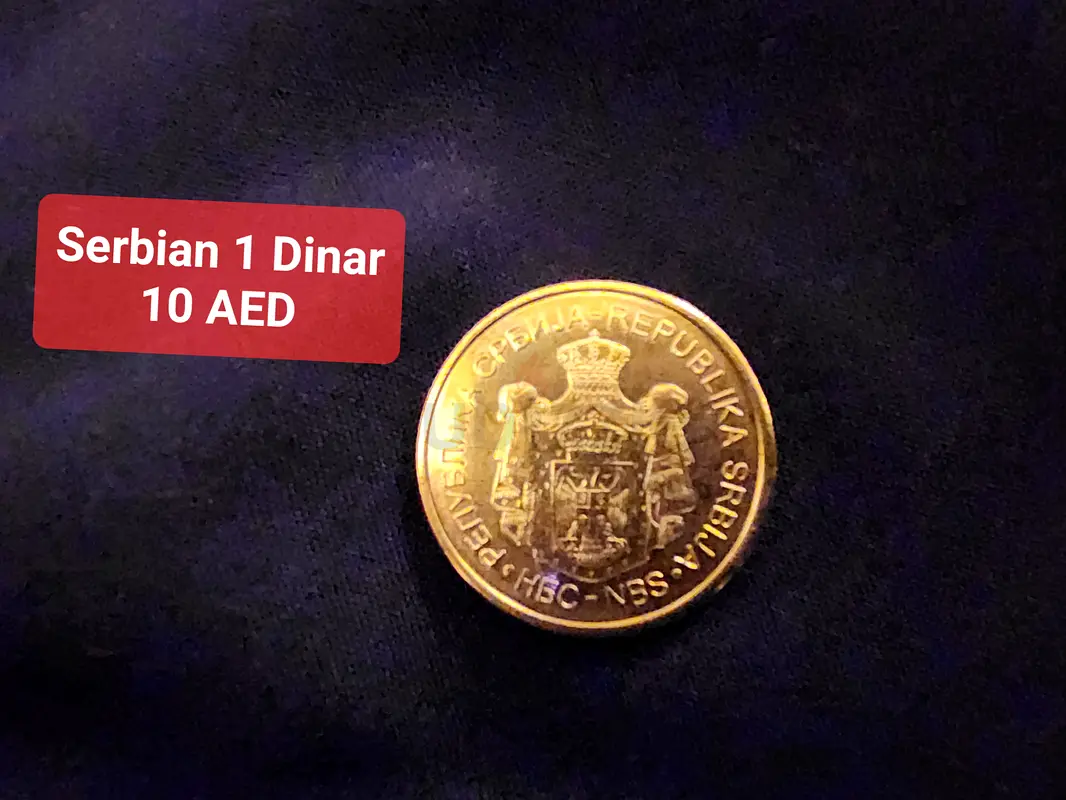 Serbian 1 Dinar
10 AED
РЕПУБЛИКА СРБИЈА-REPUBLIKA SRBIJA
НБС-NBS